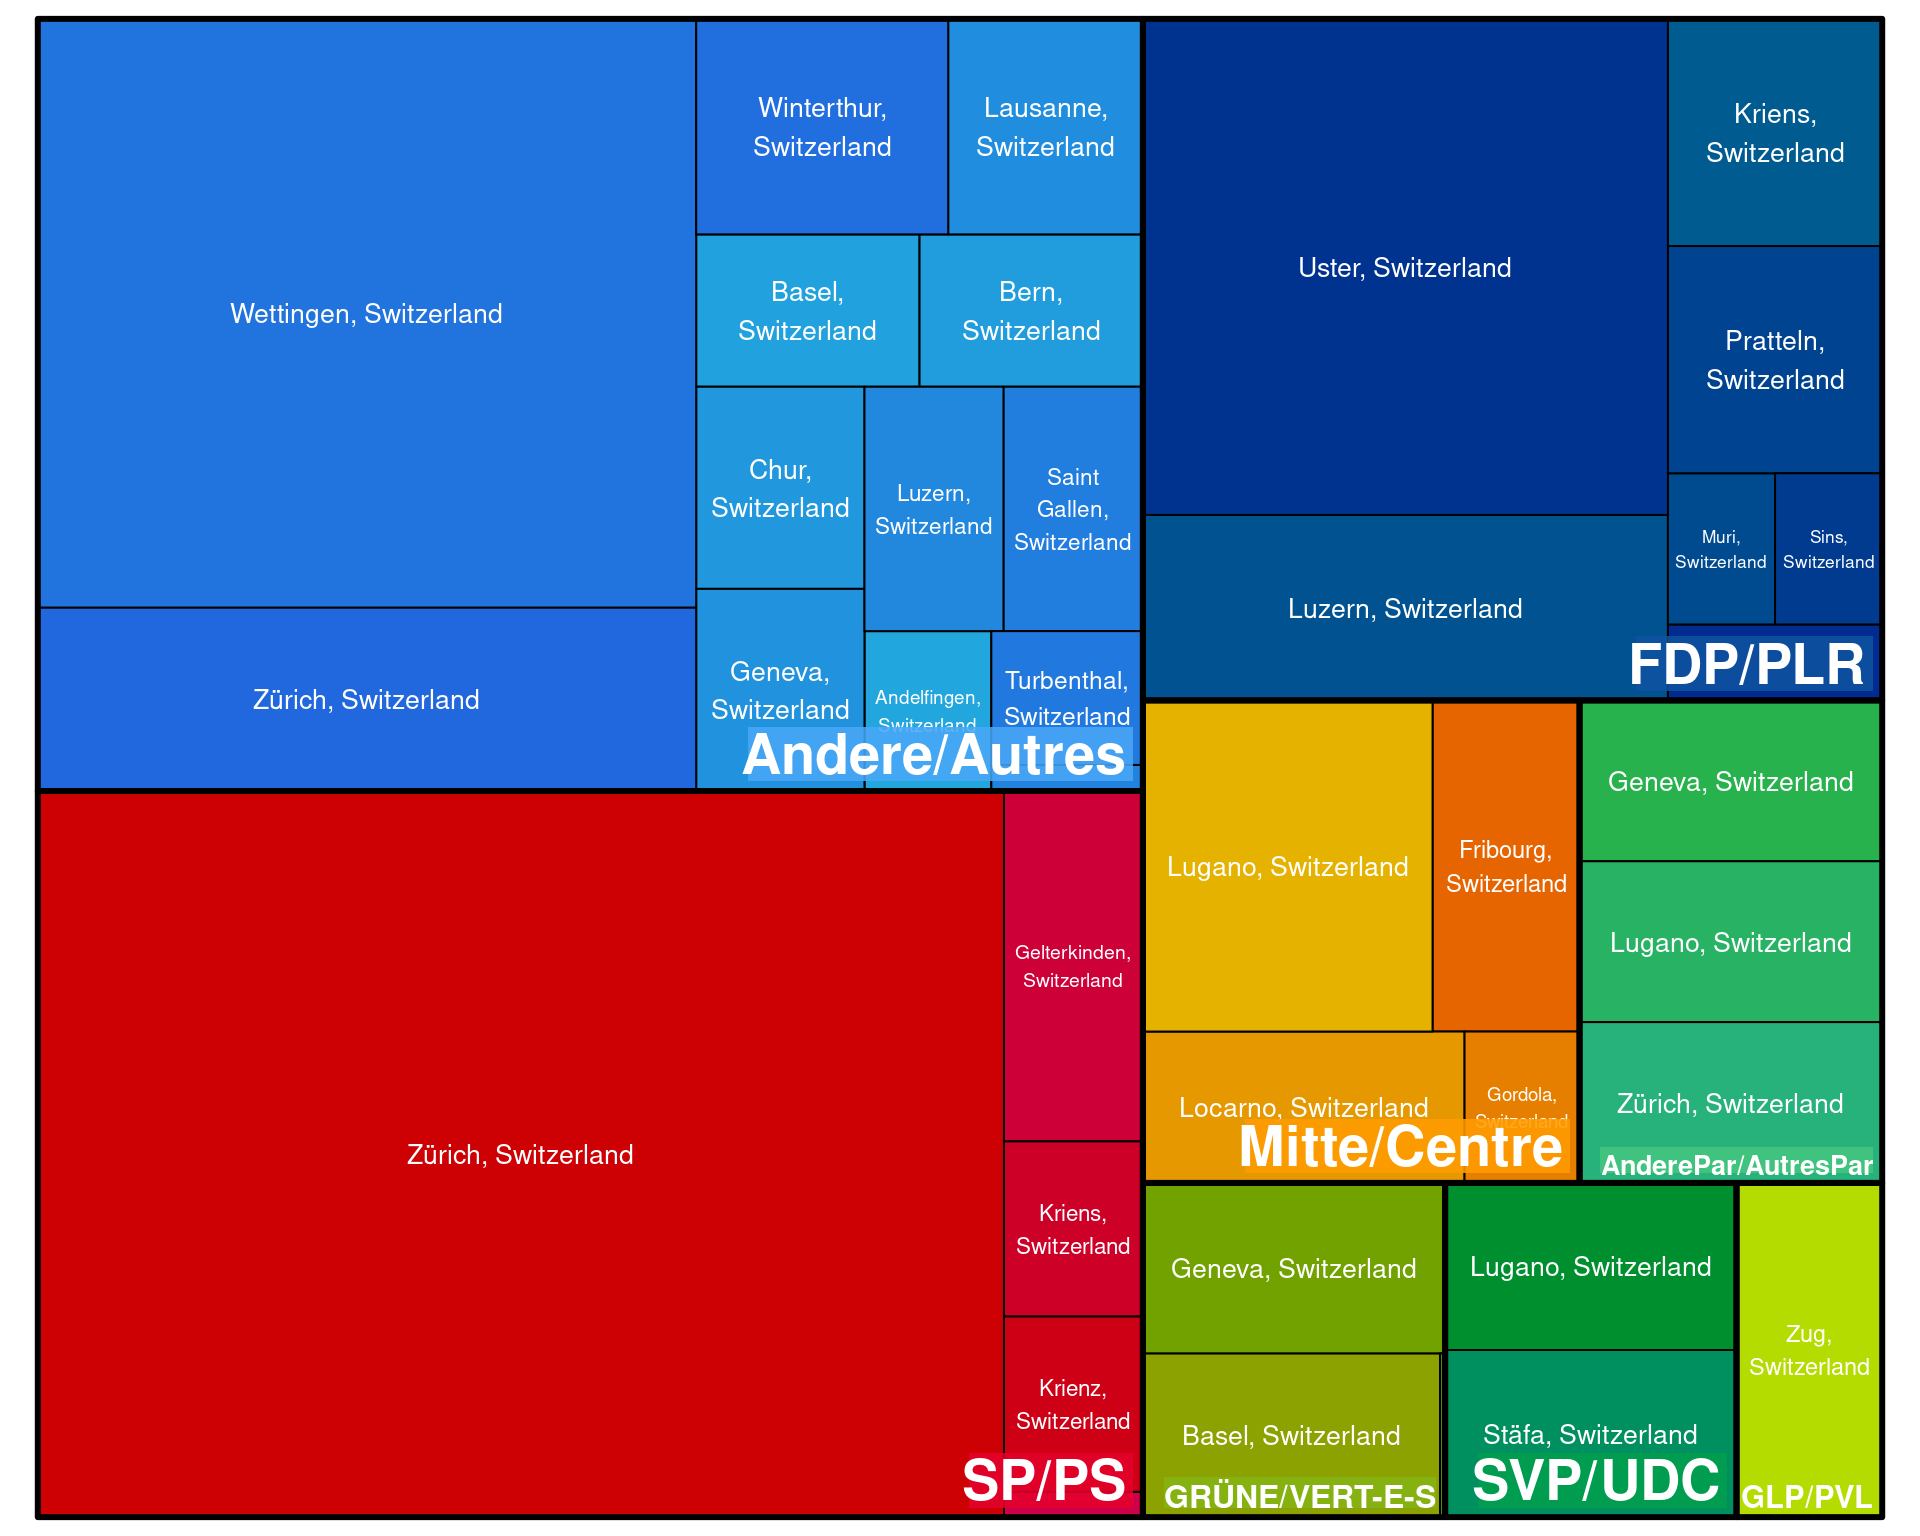 Wettingen, Switzerland
Zürich, Switzerland
Winterthur,
Switzerland
Lausanne,
Switzerland
Basel,
Switzerland
Bern,
Switzerland
Chur,
Switzerland
Luzern,
Switzerland
Saint
Gallen,
Switzerland
Geneva,
Switzerland
Andelfingen,
Switzerland
Turbenthal,
Switzerland
Andere/Autres
Zürich, Switzerland
Gelterkinden,
Switzerland
Kriens,
Switzerland
Krienz,
Switzerland
SP/PS
Uster, Switzerland
Luzern, Switzerland
Kriens,
Switzerland
Pratteln,
Switzerland
Muri,
Switzerland
Sins,
Switzerland
FDP/PLR
Lugano, Switzerland
Fribourg,
Switzerland
Locarno, Switzerland
Gordola,
Switzerland
Mitte/Centre
Geneva, Switzerland
Lugano, Switzerland
Zürich, Switzerland
AnderePar/AutresPar
Geneva, Switzerland
Basel, Switzerland
GRÜNE/VERT-E-S
Lugano, Switzerland
Stäfa, Switzerland
SVP/UDC
Zug,
Switzerland
GLP/PVL